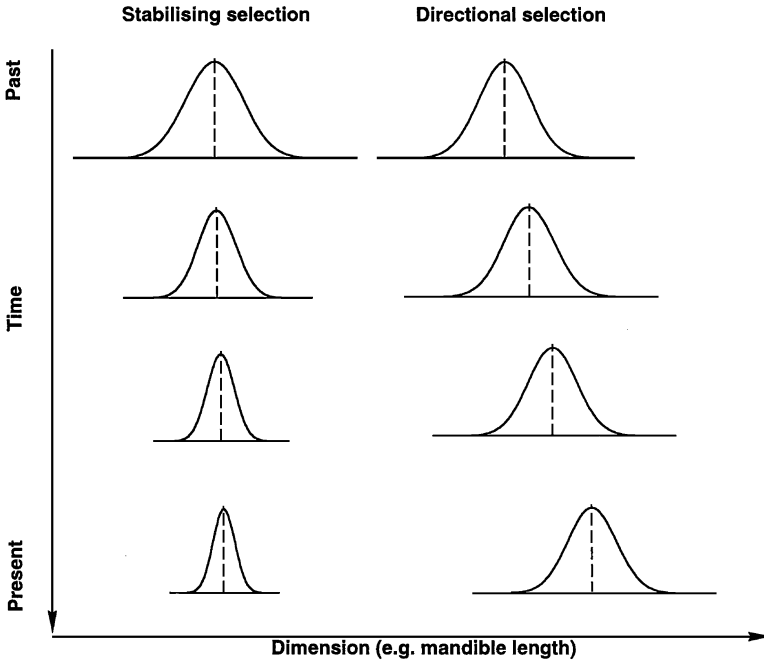 Stabilising selection
Directional selection
Past
Time
Present
Dimension (e.g. mandible length)